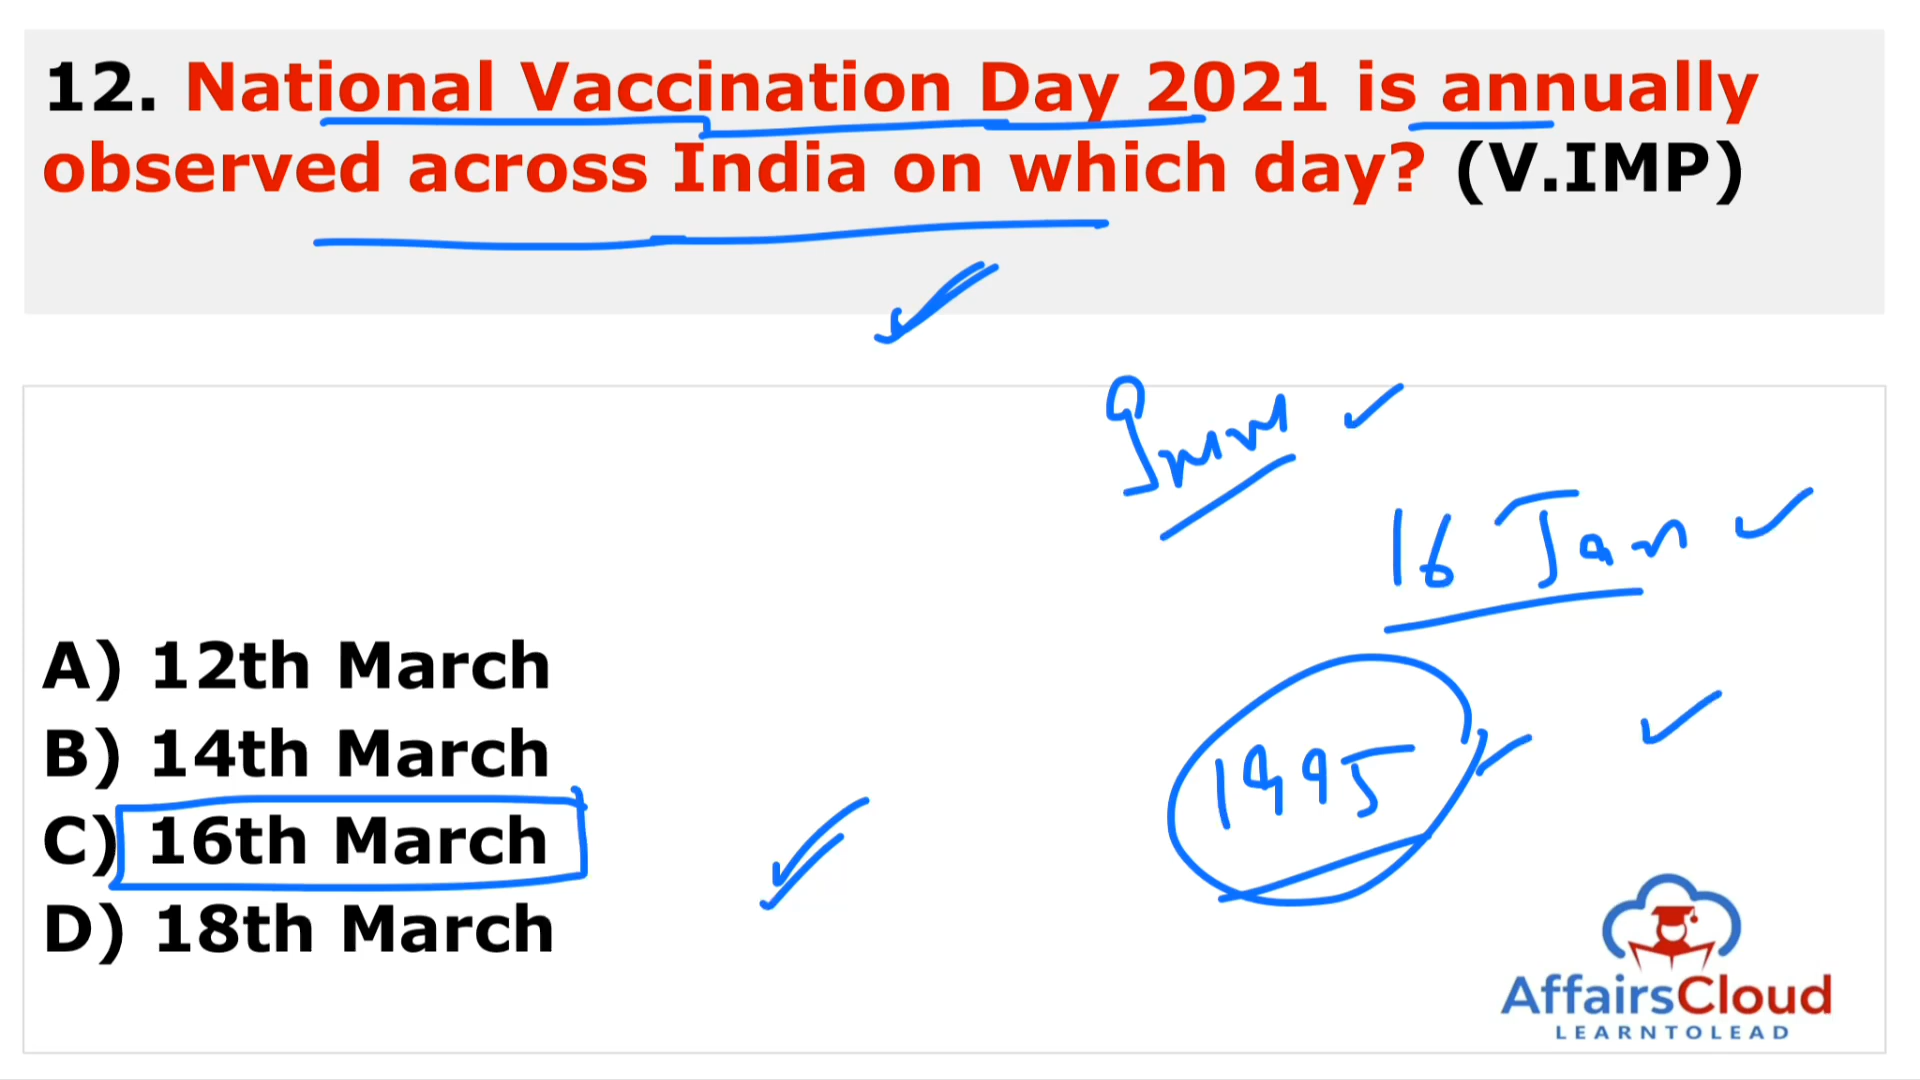 12. National Vaccination Day 2021 is annually
observed across India on which day? (V.IMP)
Imm
16 Jan
1995
A) 12th March
B) 14th March
C) 16th March
D) 18th March
AffairsCloud
LEARNTOLEAD